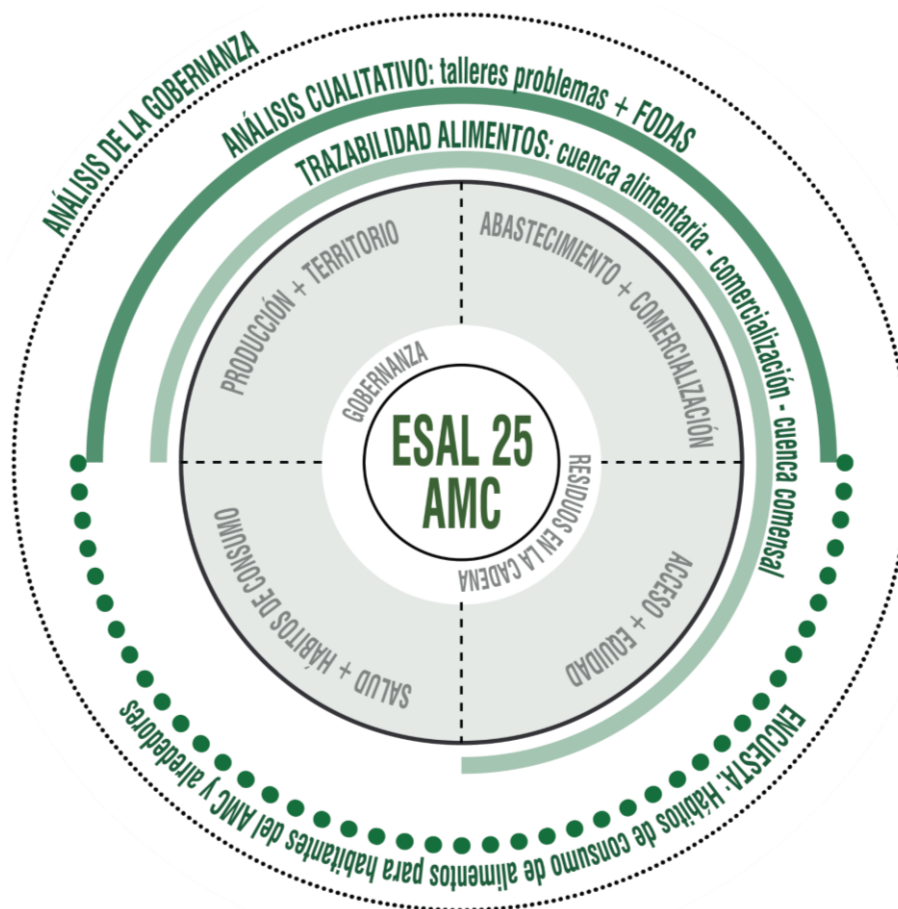 ANÁLISIS DE LA GOBERNANZA
ANÁLISIS CUALITATIVO: talleres problemas + FODAS
TRAZABILIDAD ALIMENTOS: cuenca alimentaria - comercialización - cuenca comensal
PRODUCCIÓN + TERRITORIO
ABASTECIMIENTO + COMERCIALIZACIÓN
GOBERNANZA
ESAL 25
AMC
RESIDUOS EN LA CADENA
SALUD + HÁBITOS DE CONSUMO
ACCESO + EQUIDAD
ENCUESTA: Hábitos de consumo de alimentos para habitantes del AMC y alrededores